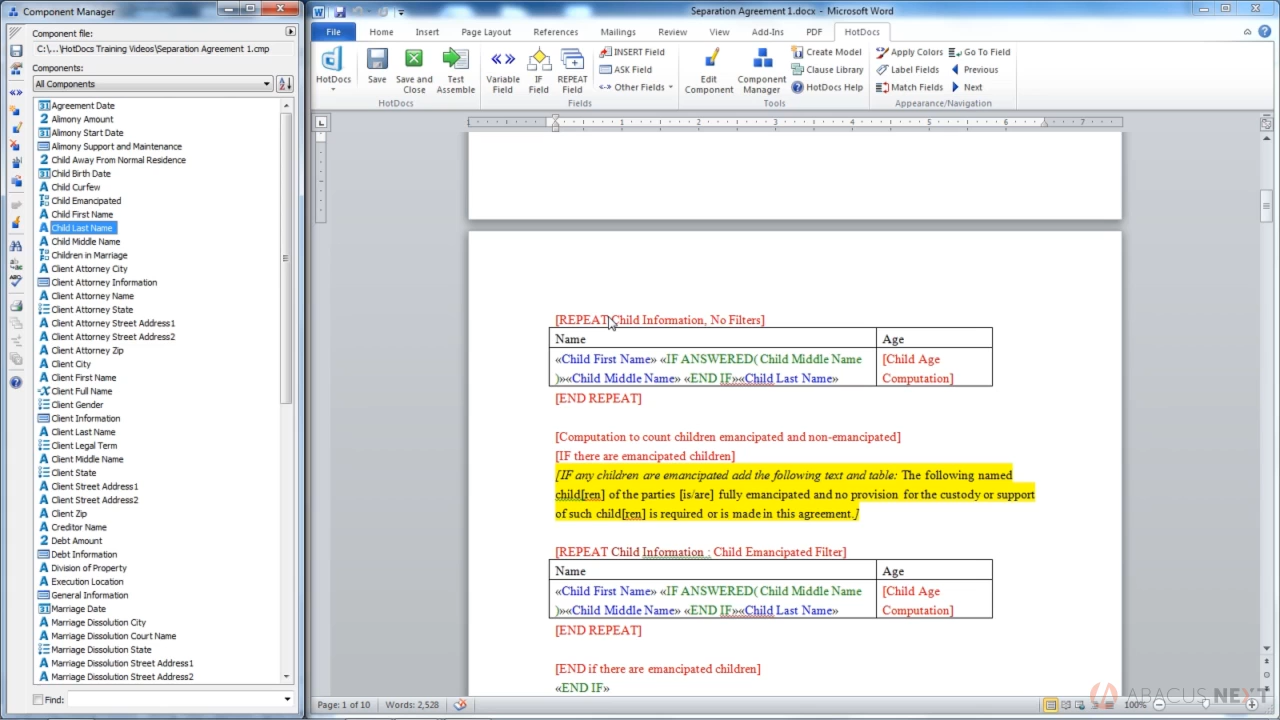 Component Manager
Component file:
C:\...\HotDocs Training Videos\Separation Agreement 1.cmp
Components:
All Components
Agreement Date
Alimony Amount
Alimony Start Date
Alimony Support and Maintenance
Child Away From Normal Residence
Child Birth Date
Child Curfew
Child Emancipated
Child First Name
Child Last Name
Child Middle Name
Children in Marriage
Client Attorney City
Client Attorney Information
Client Attorney Name
Client Attorney State
Client Attorney Street Address1
Client Attorney Street Address2
Client Attorney Zip
Client City
Client First Name
Client Full Name
Client Gender
Client Information
Client Last Name
Client Legal Term
Client Middle Name
Client State
Client Street Address1
Client Street Address2
Client Zip
Creditor Name
Debt Amount
Debt Information
Division of Property
Execution Location
General Information
Marriage Date
Marriage Dissolution City
Marriage Dissolution Court Name
Marriage Dissolution State
Marriage Dissolution Street Address1
Marriage Dissolution Street Address2
Find:
Separation Agreement 1.docx - Microsoft Word
File Home Insert Page Layout References Mailings Review View Add-Ins PDF HotDocs
HotDocs
Save
Save and Close
Test Assemble
HotDocs
Variable Field
IF Field
REPEAT Field
INSERT Field
ASK Field
Other Fields
Fields
Edit Component
Component Manager
Create Model
Clause Library
HotDocs Help
Tools
Apply Colors
Label Fields
Match Fields
Go To Field
Previous
Next
Appearance/Navigation
1 2 3 4 5 6 7
[REPEAT Child Information, No Filters]
Name Age
«Child First Name» «IF ANSWERED( Child Middle Name [Child Age
)»«Child Middle Name» «END IF»«Child Last Name» Computation]
[END REPEAT]
[Computation to count children emancipated and non-emancipated]
[IF there are emancipated children]
[IF any children are emancipated add the following text and table: The following named
child[ren] of the parties [is/are] fully emancipated and no provision for the custody or support
of such child[ren] is required or is made in this agreement.]
[REPEAT Child Information : Child Emancipated Filter]
Name Age
«Child First Name» «IF ANSWERED( Child Middle Name [Child Age
)»«Child Middle Name» «END IF»«Child Last Name» Computation]
[END REPEAT]
[END if there are emancipated children]
«END IF»
Page: 1 of 10 Words: 2,528 100%
ABACUS NEXT